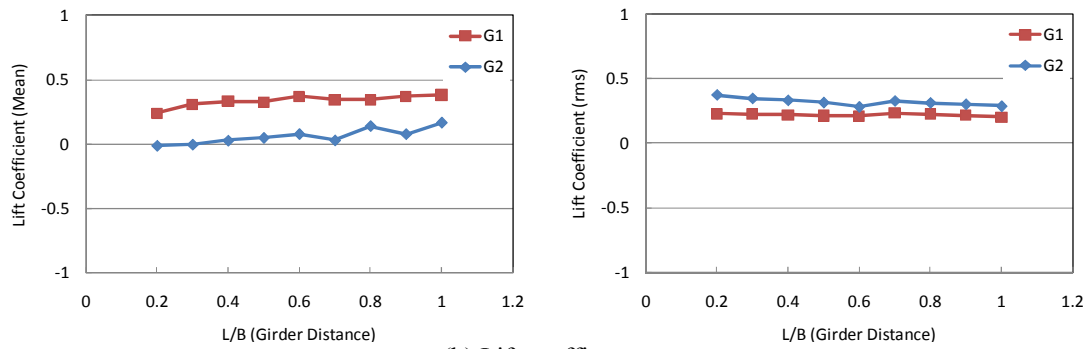 Lift Coefficient (Mean)
1
0.5
0
-0.5
-1
0 0.2 0.4 0.6 0.8 1 1.2
L/B (Girder Distance)
G1
G2
Lift Coefficient (rms)
1
0.5
0
-0.5
-1
0 0.2 0.4 0.6 0.8 1 1.2
L/B (Girder Distance)
G1
G2